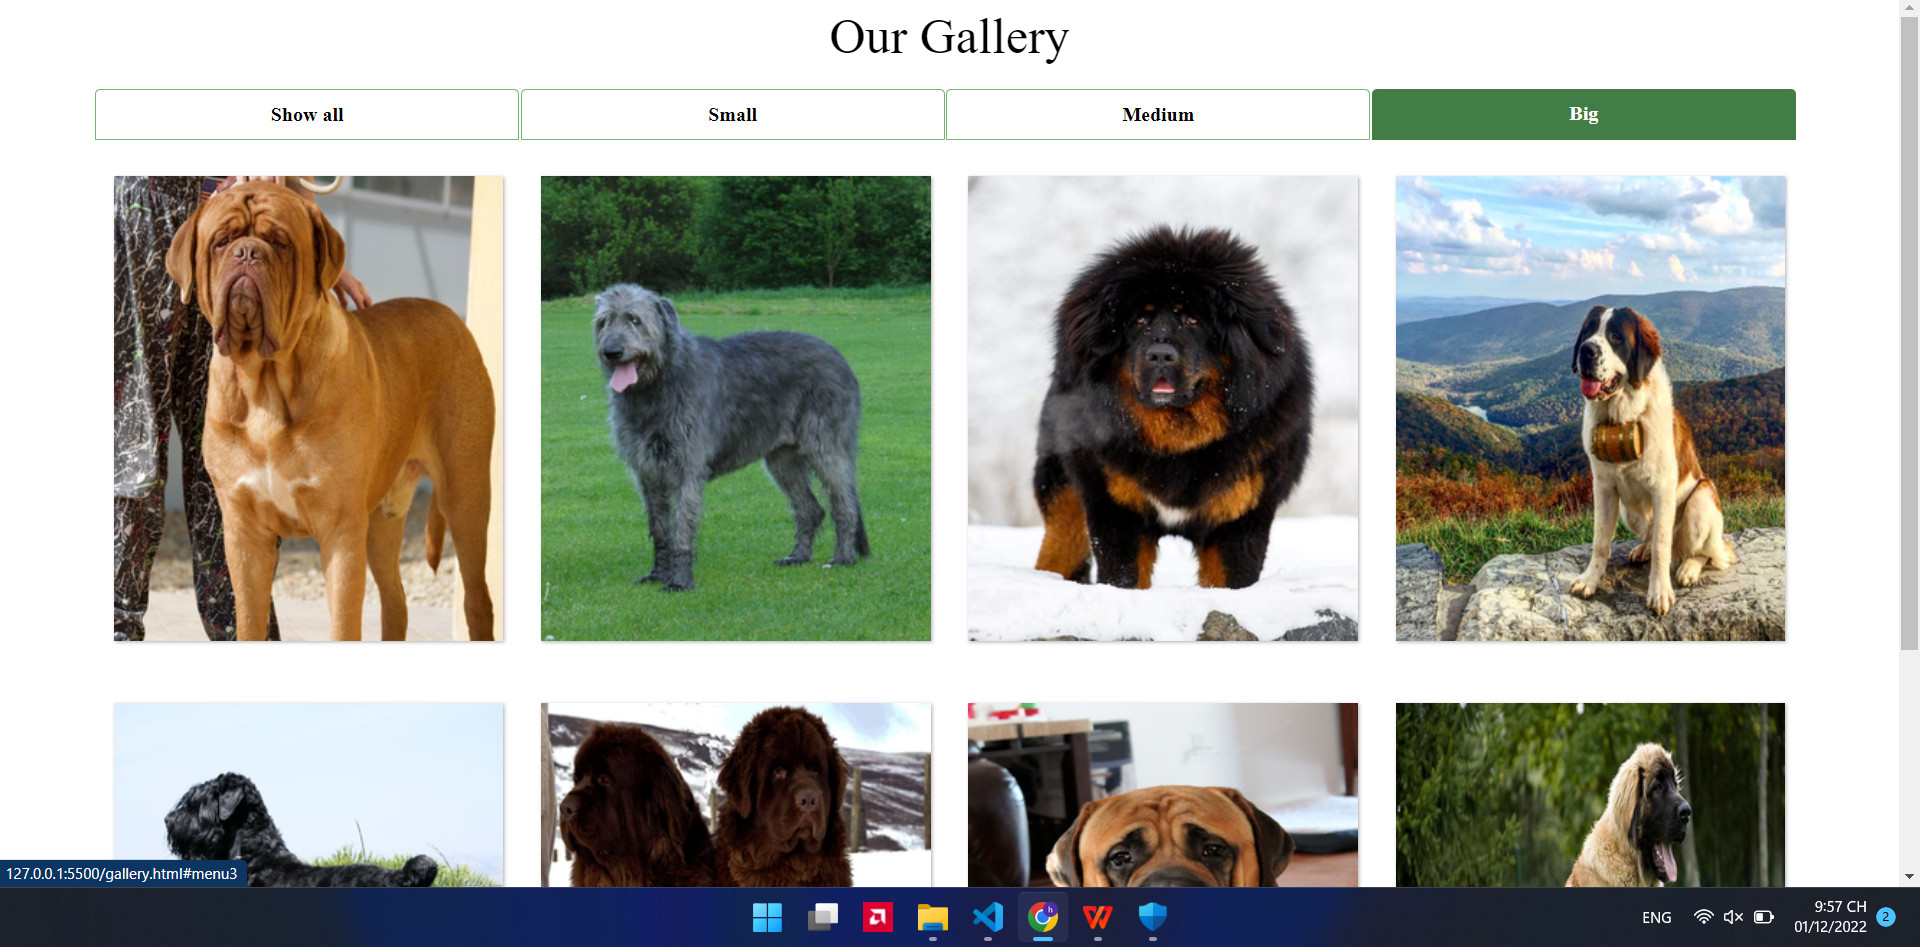 Our Gallery
Show all
Small
Medium
Big
127.0.0.1:5500/gallery.html#menu3
ENG
9:57 CH
01/12/2022
2